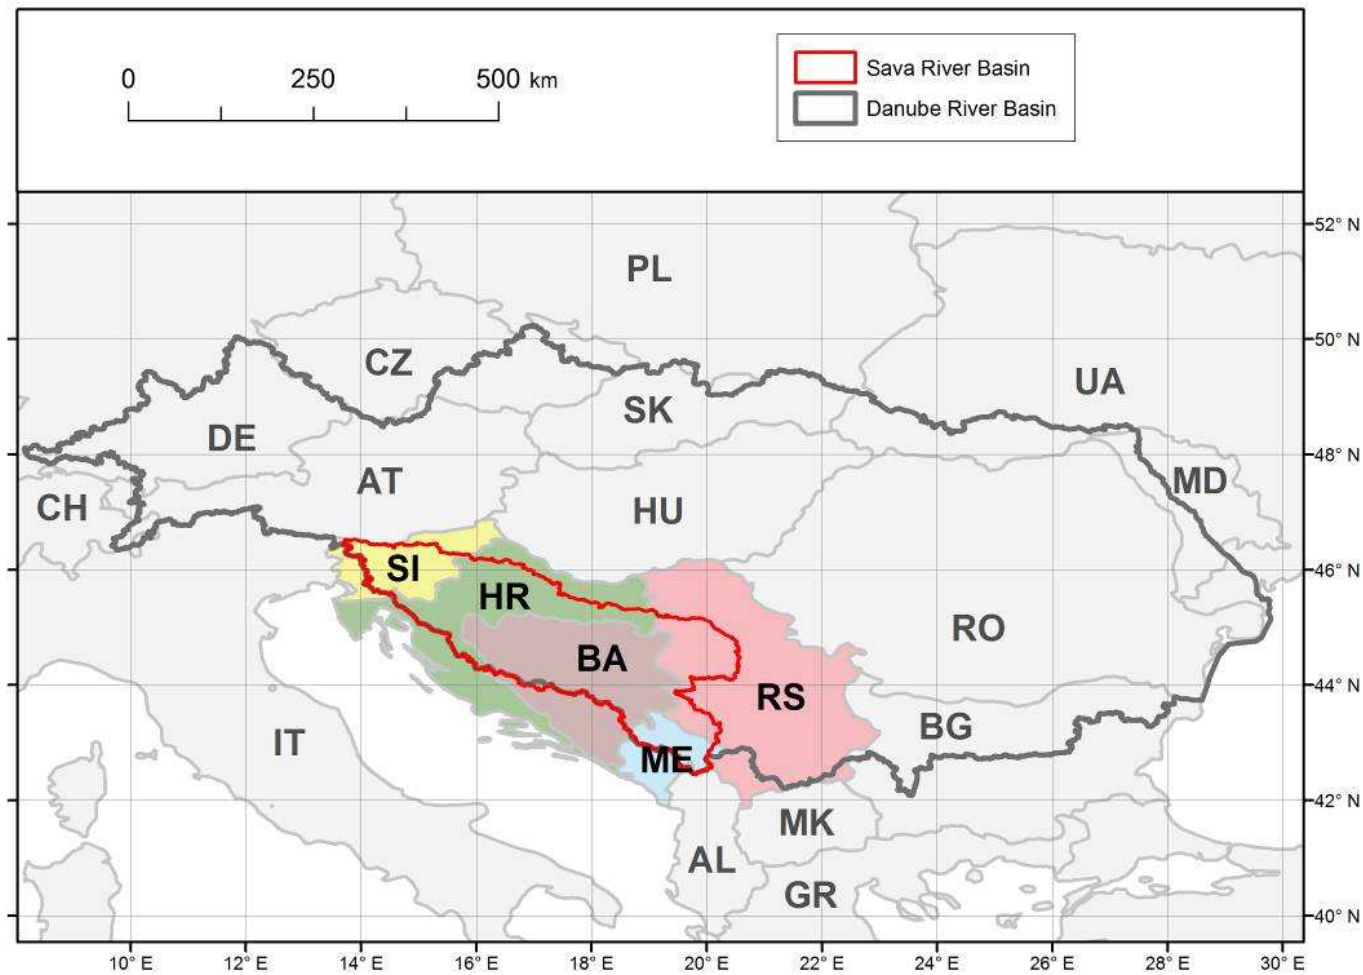 0 250 500 km
Sava River Basin
Danube River Basin
52° N
PL
50° N
CZ
UA
SK
DE
48° N
AT
MD
CH
HU
SI
46° N
HR
RO
BA
44° N
RS
BG
IT
ME
42° N
MK
AL
GR
40° N
10° E 12° E 14° E 16° E 18° E 20° E 22° E 24° E 26° E 28° E 30° E